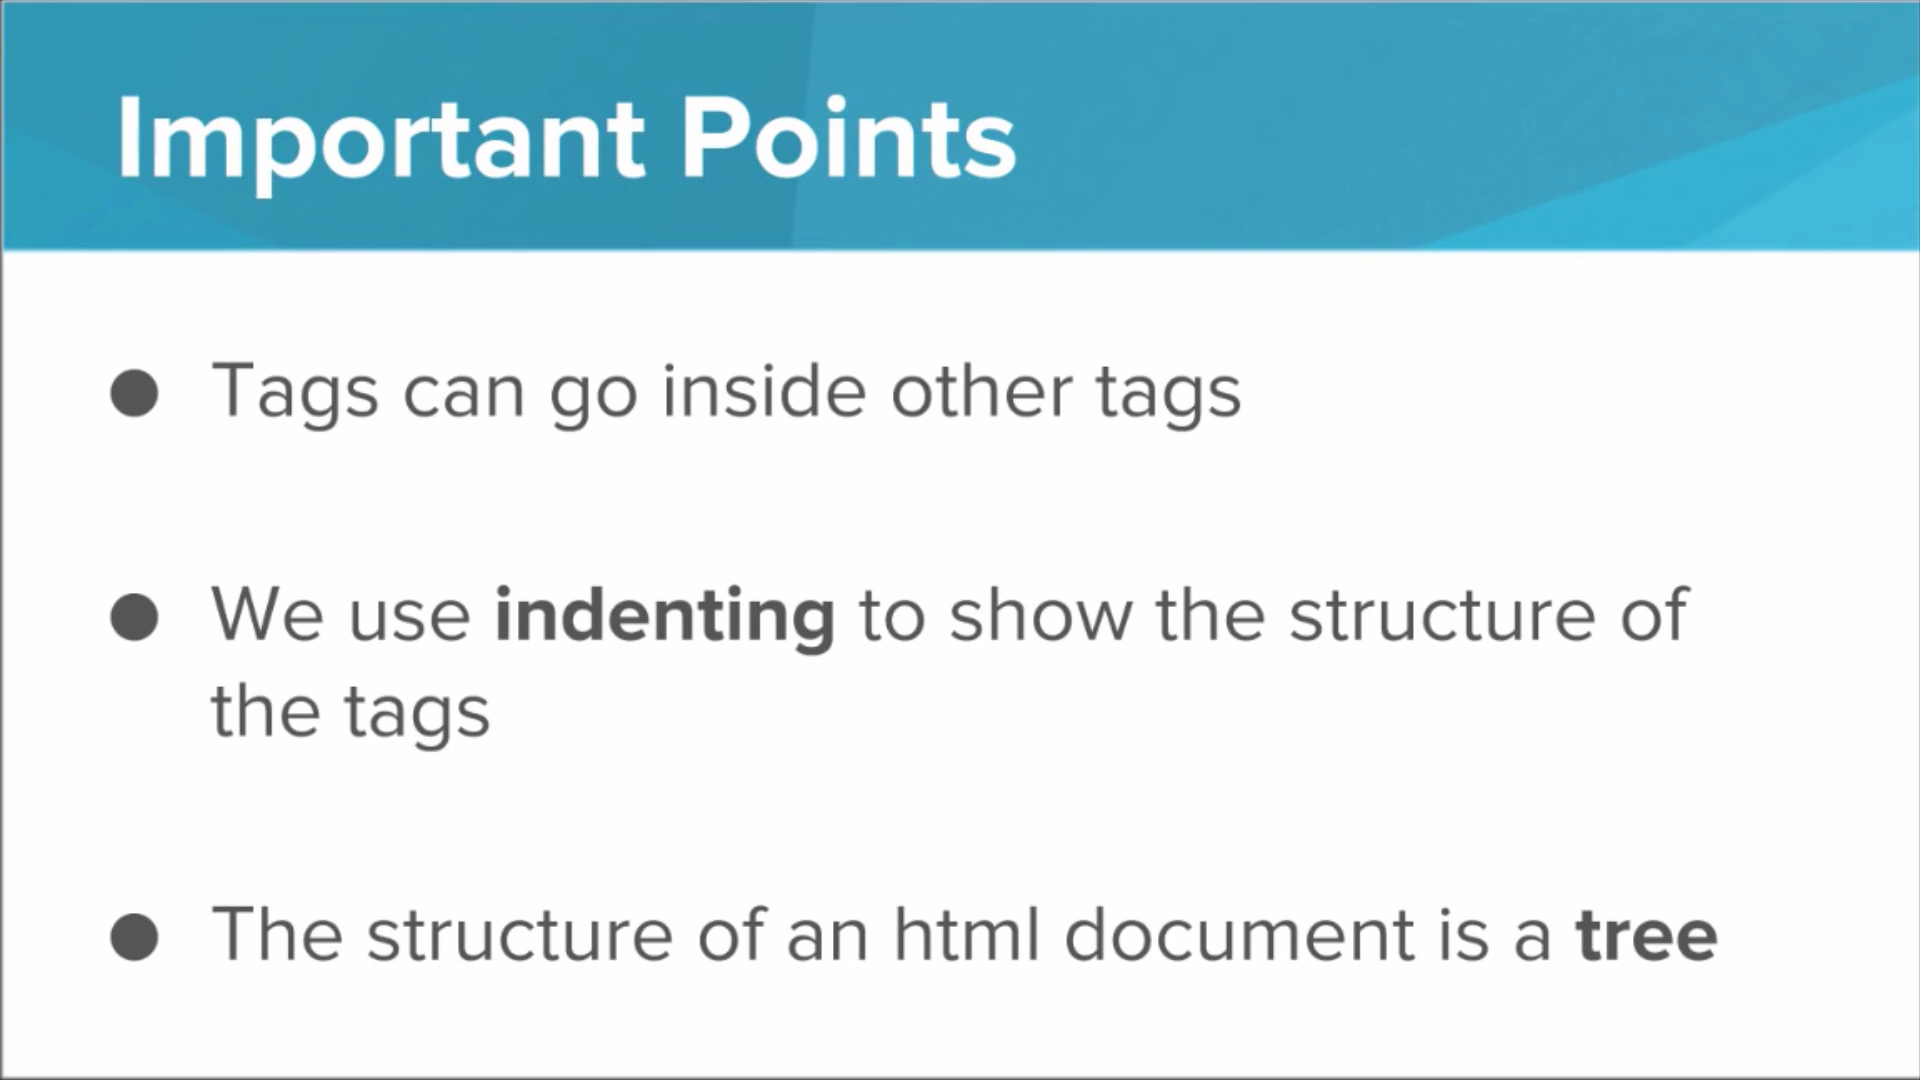 Important Points
● Tags can go inside other tags
● We use indenting to show the structure of
the tags
● The structure of an html document is a tree